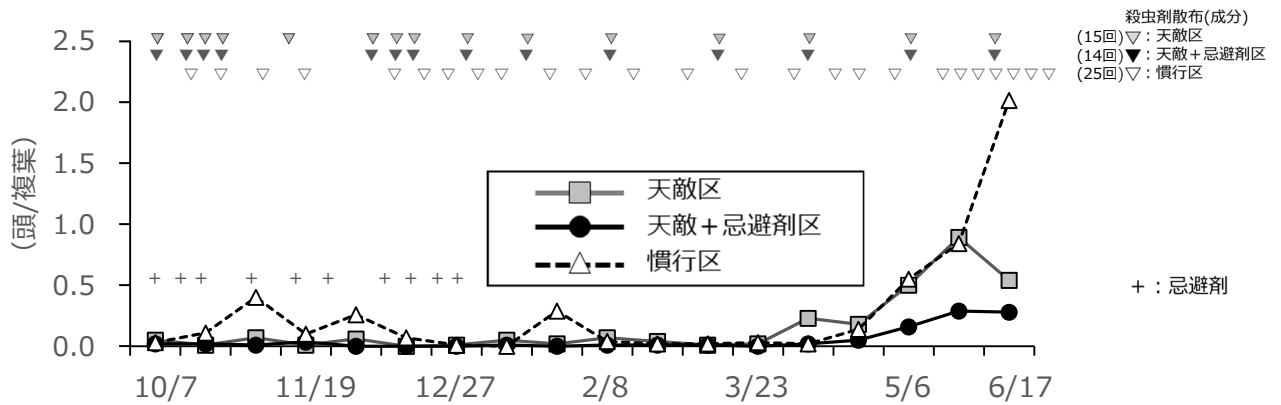 殺虫剤散布(成分)
(15回)▽：天敵区
(14回)▼：天敵＋忌避剤区
(25回)▽：慣行区
2.5
2.0
1.5
1.0
0.5
0.0
(頭/複葉)
天敵区
天敵＋忌避剤区
慣行区
+：忌避剤
10/7 11/19 12/27 2/8 3/23 5/6 6/17